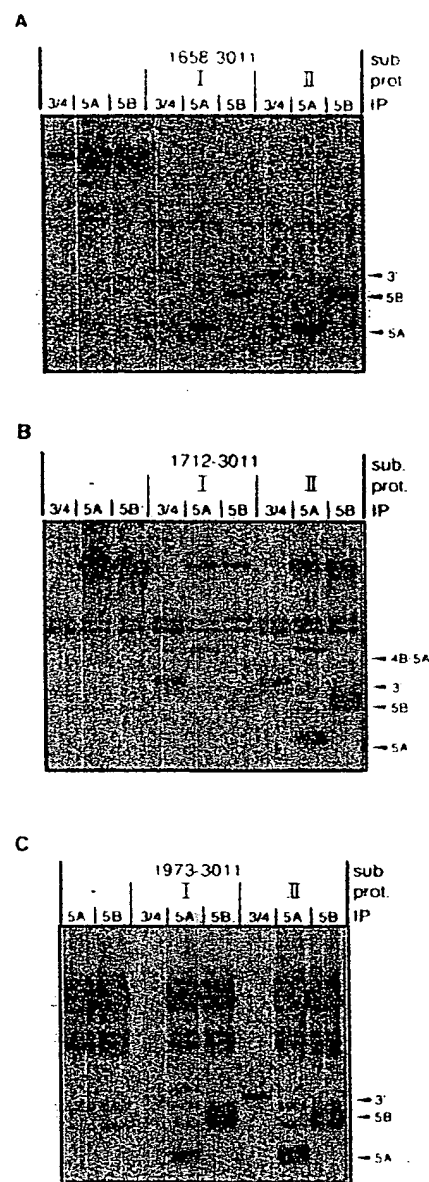 A
1658-3011 sub
I II prot.
3/4 5A 5B 3/4 5A 5B 3/4 5A 5B IP
3'
5B
5A
B
1712-3011 sub.
- I II prot.
3/4 5A 5B 3/4 5A 5B 3/4 5A 5B IP
4B-5A
3
5B
5A
C
1973-3011 sub
- I II prot.
5A 5B 3/4 5A 5B 3/4 5A 5B IP
3'
5B
5A